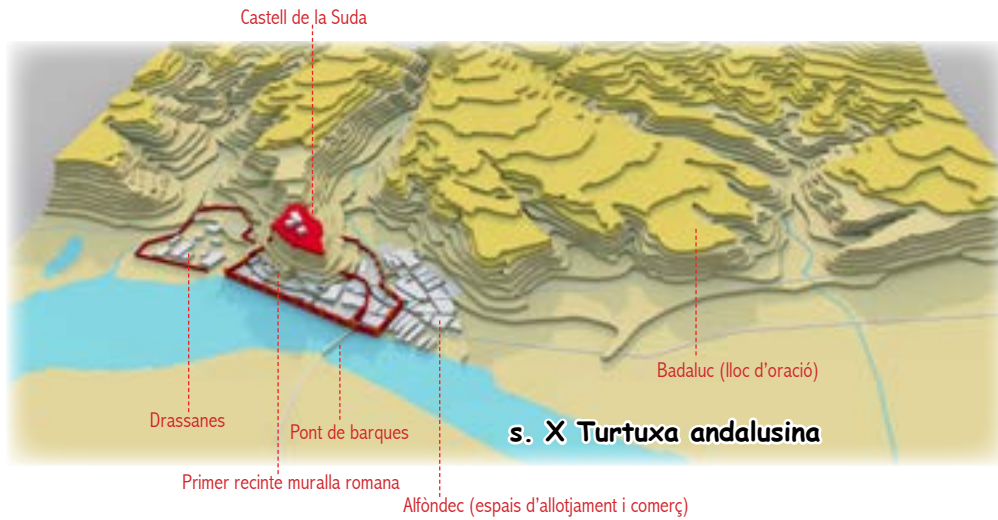 Castell de la Suda
Badaluc (lloc d'oració)
Drassanes
Pont de barques
s. X Turtuxa andalusina
Primer recinte muralla romana
Alfòndec (espais d'allotjament i comerç)